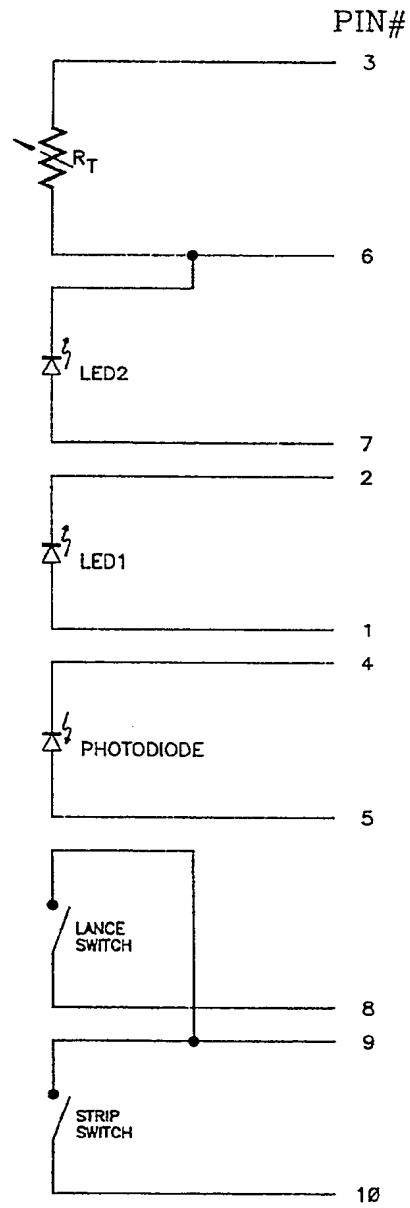 PIN#
3
RT
6
LED2
7
2
LED1
1
4
PHOTODIODE
5
LANCE
SWITCH
8
9
STRIP
SWITCH
10